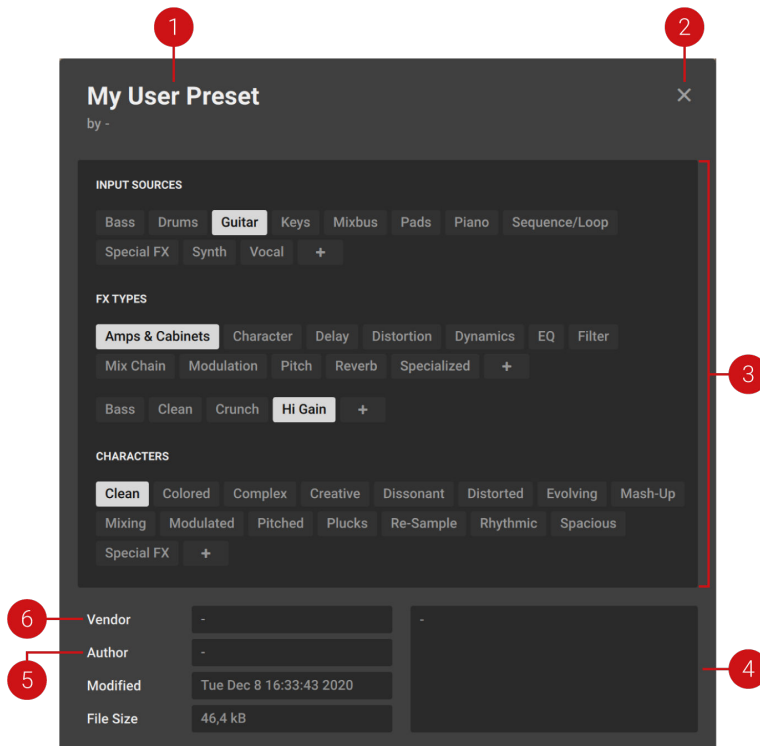 1
2
My User Preset
×
by -
INPUT SOURCES
Bass Drums Guitar Keys Mixbus Pads Piano Sequence/Loop
Special FX Synth Vocal +
FX TYPES
Amps & Cabinets Character Delay Distortion Dynamics EQ Filter
Mix Chain Modulation Pitch Reverb Specialized +
3
Bass Clean Crunch Hi Gain +
CHARACTERS
Clean Colored Complex Creative Dissonant Distorted Evolving Mash-Up
Mixing Modulated Pitched Plucks Re-Sample Rhythmic Spacious
Special FX +
6 Vendor - -
Author -
5
Modified Tue Dec 8 16:33:43 2020
4
File Size 46,4 kB